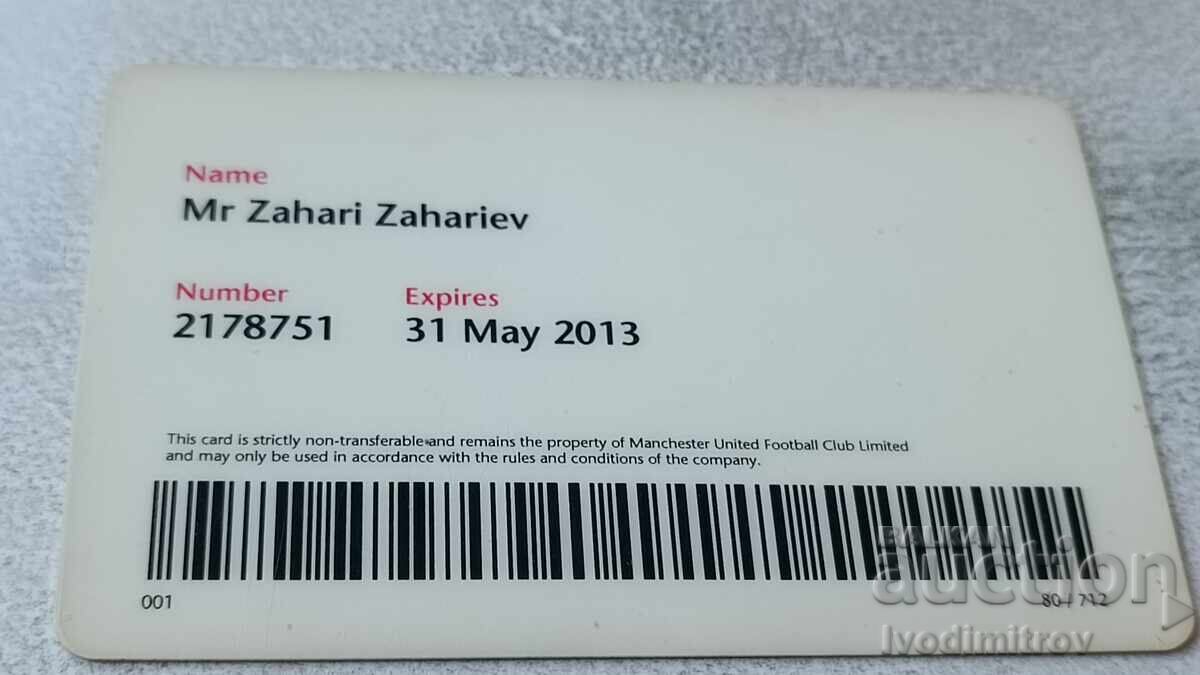 Name
Mr Zahari Zahariev
Number
2178751
Expires
31 May 2013
This card is strictly non-transferable and remains the property of Manchester United Football Club Limited
and may only be used in accordance with the rules and conditions of the company.
001
80 / 712
BALKAN
auction
Ivodimitrov